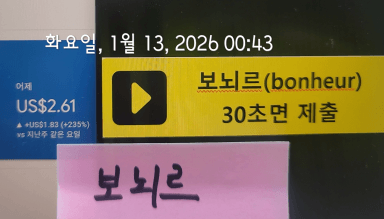 화요일, 1월 13, 2026 00:43
어제
US$2.61
▲ +US$1.83 (+235%)
vs 지난주 같은 요일
보뇌르(bonheur)
30초면 제출
보뇌르